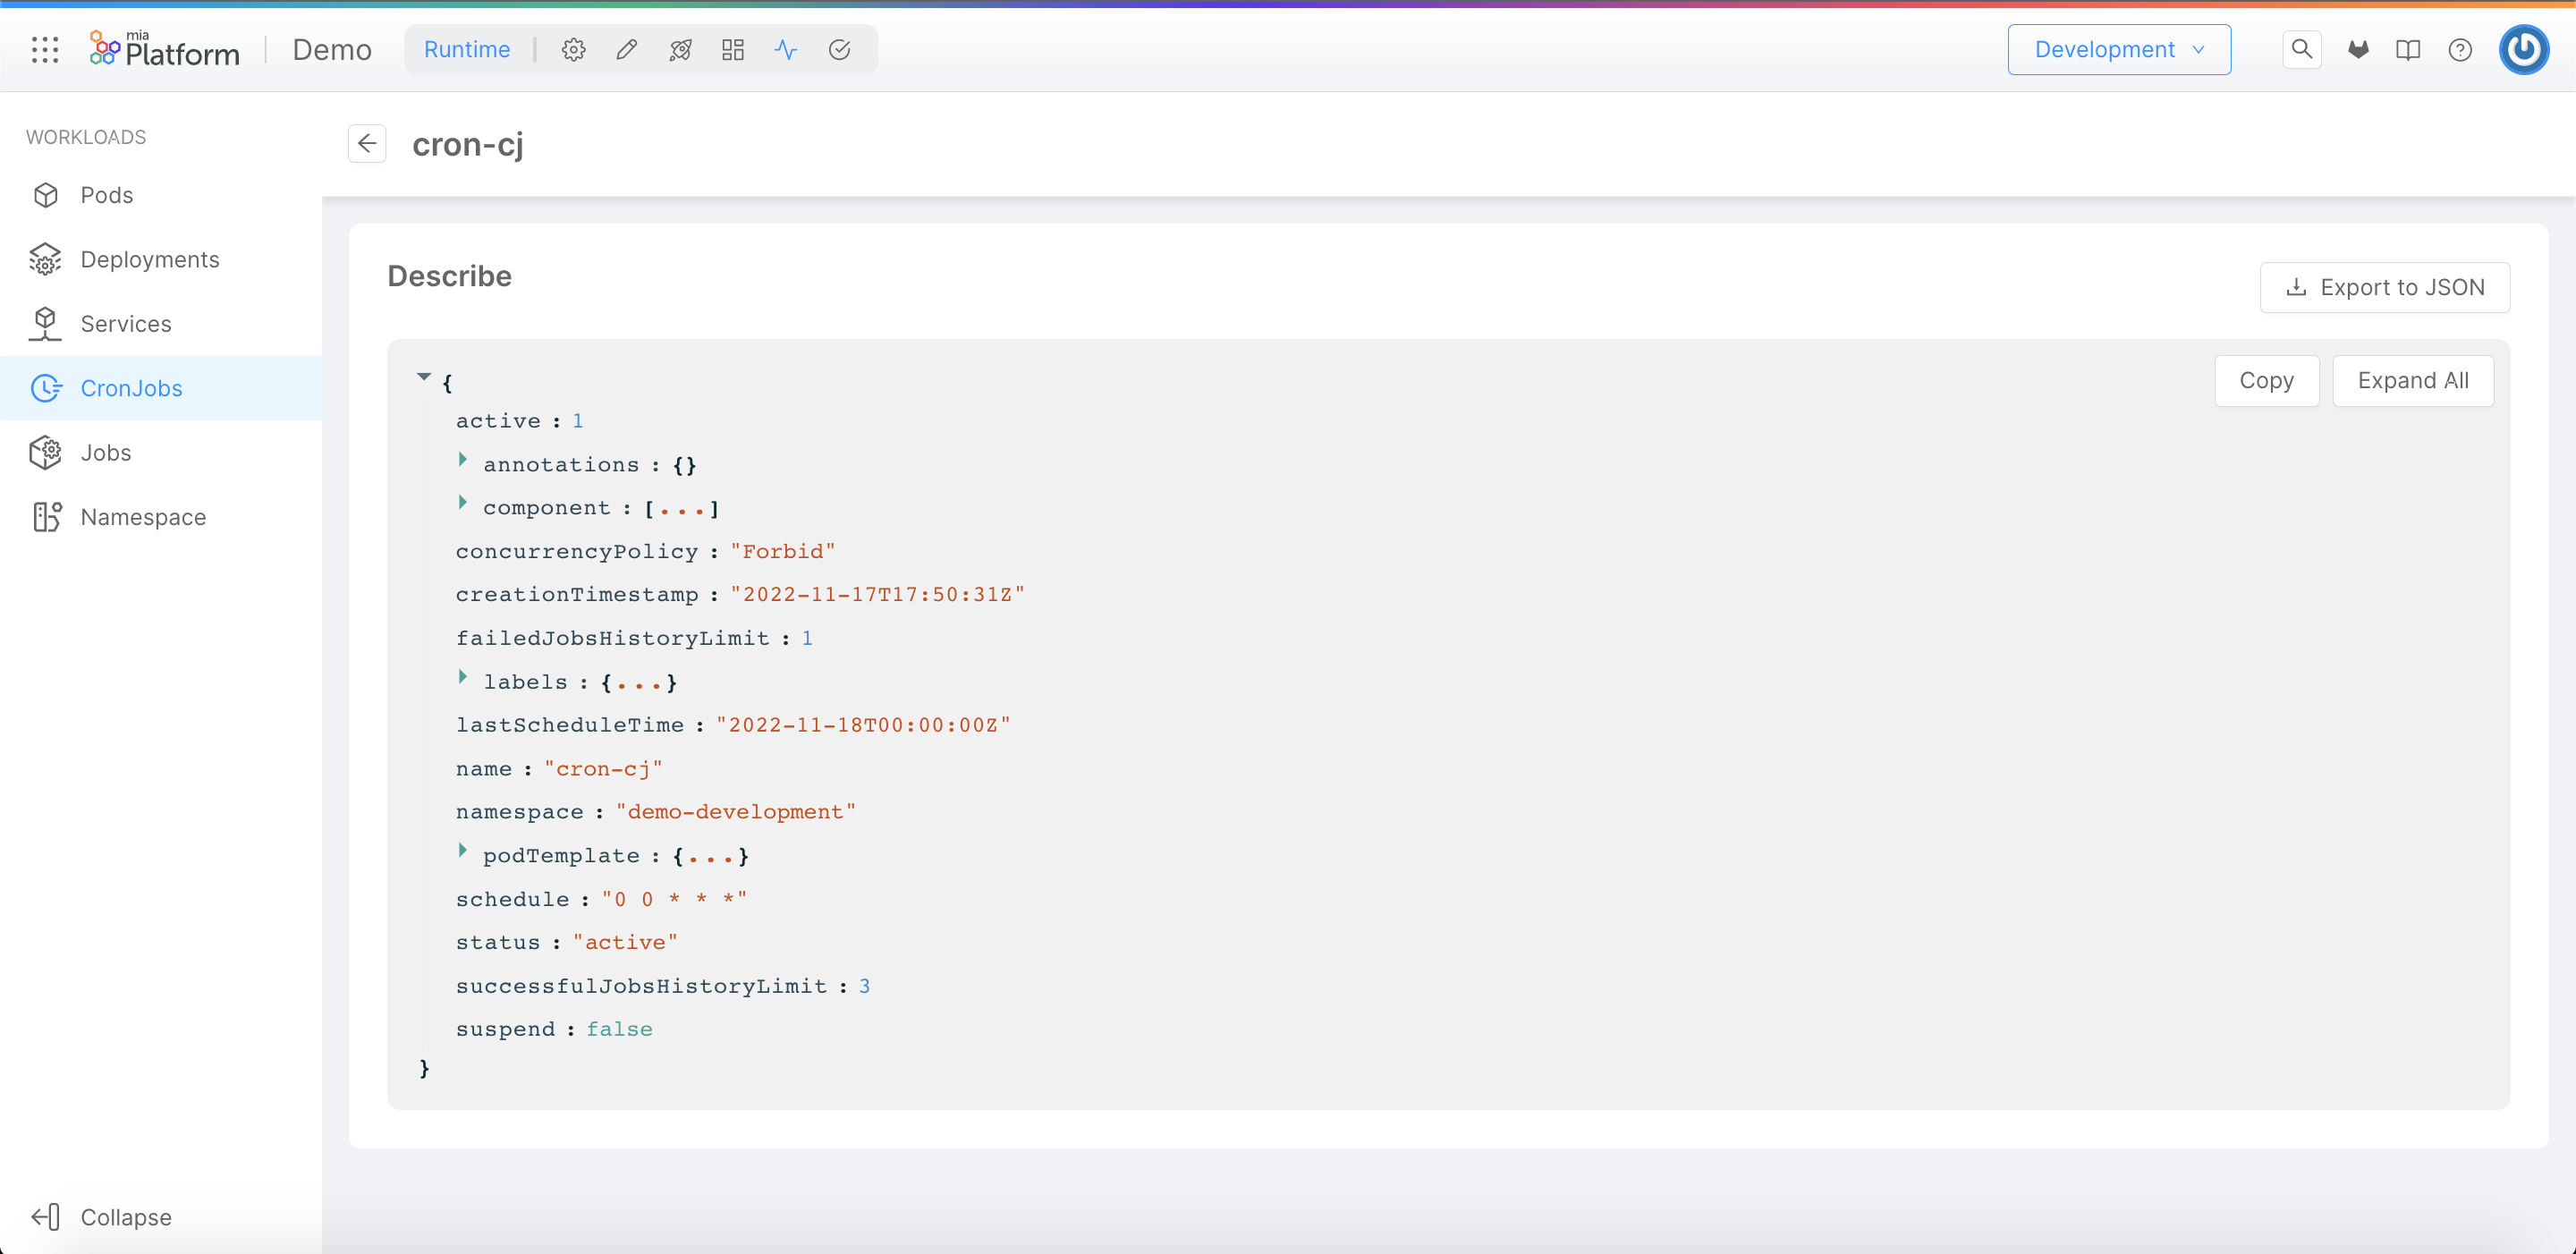 mia
Platform
Demo
Runtime
Development
WORKLOADS
Pods
Deployments
Services
CronJobs
Jobs
Namespace
Collapse
cron-cj
Describe
Export to JSON
Copy
Expand All
{
active : 1
annotations : {}
component : [...]
concurrencyPolicy : "Forbid"
creationTimestamp : "2022-11-17T17:50:31Z"
failedJobsHistoryLimit : 1
labels : {...}
lastScheduleTime : "2022-11-18T00:00:00Z"
name : "cron-cj"
namespace : "demo-development"
podTemplate : {...}
schedule : "0 0 * * *"
status : "active"
successfulJobsHistoryLimit : 3
suspend : false
}